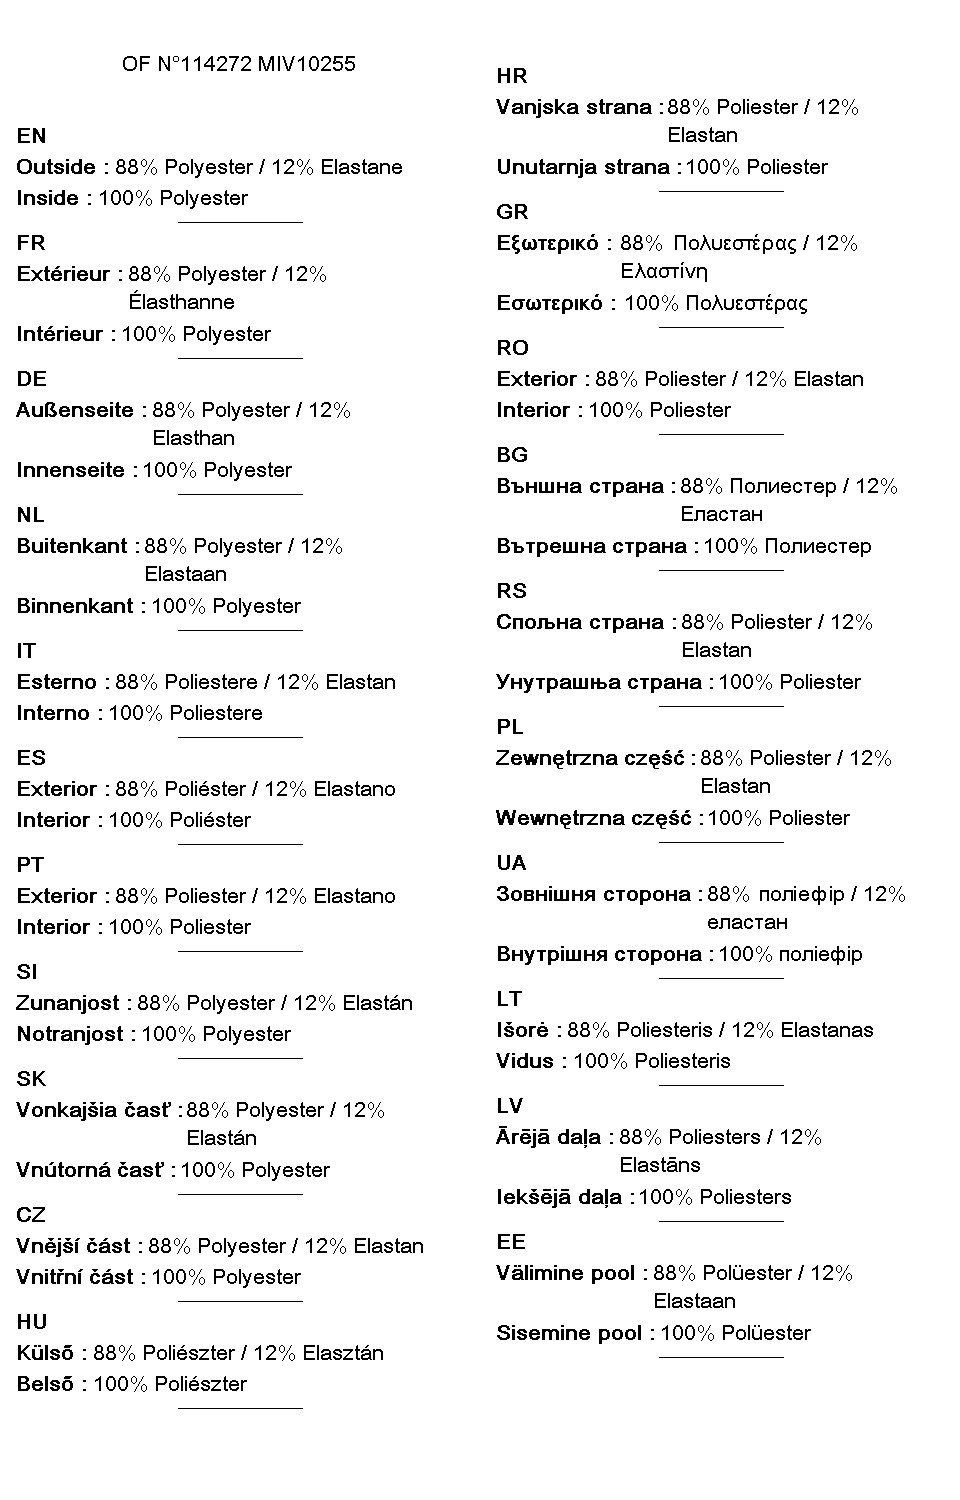 OF N°114272 MIV10255
EN
Outside : 88% Polyester / 12% Elastane
Inside : 100% Polyester
FR
Extérieur : 88% Polyester / 12%
Élasthanne
Intérieur : 100% Polyester
DE
Außenseite : 88% Polyester / 12%
Elasthan
Innenseite : 100% Polyester
NL
Buitenkant : 88% Polyester / 12%
Elastaan
Binnenkant : 100% Polyester
IT
Esterno : 88% Poliestere / 12% Elastan
Interno : 100% Poliestere
ES
Exterior : 88% Poliéster / 12% Elastano
Interior : 100% Poliéster
PT
Exterior : 88% Poliester / 12% Elastano
Interior : 100% Poliester
SI
Zunanjost : 88% Polyester / 12% Elastán
Notranjost : 100% Polyester
SK
Vonkajšia časť : 88% Polyester / 12%
Elastán
Vnútorná časť : 100% Polyester
CZ
Vnější část : 88% Polyester / 12% Elastan
Vnitřní část : 100% Polyester
HU
Külső : 88% Poliészter / 12% Elasztán
Belső : 100% Poliészter
HR
Vanjska strana : 88% Poliester / 12%
Elastan
Unutarnja strana : 100% Poliester
GR
Εξωτερικό : 88% Πολυεστέρας / 12%
Ελαστίνη
Εσωτερικό : 100% Πολυεστέρας
RO
Exterior : 88% Poliester / 12% Elastan
Interior : 100% Poliester
BG
Външна страна : 88% Полиестер / 12%
Еластан
Вътрешна страна : 100% Полиестер
RS
Спољна страна : 88% Poliester / 12%
Elastan
Унутрашња страна : 100% Poliester
PL
Zewnętrzna część : 88% Poliester / 12%
Elastan
Wewnętrzna część : 100% Poliester
UA
Зовнішня сторона : 88% поліефір / 12%
еластан
Внутрішня сторона : 100% поліефір
LT
Išorė : 88% Poliesteris / 12% Elastanas
Vidus : 100% Poliesteris
LV
Ārējā daļa : 88% Poliesters / 12%
Elastāns
Iekšējā daļa : 100% Poliesters
EE
Välimine pool : 88% Polüester / 12%
Elastaan
Sisemine pool : 100% Polüester